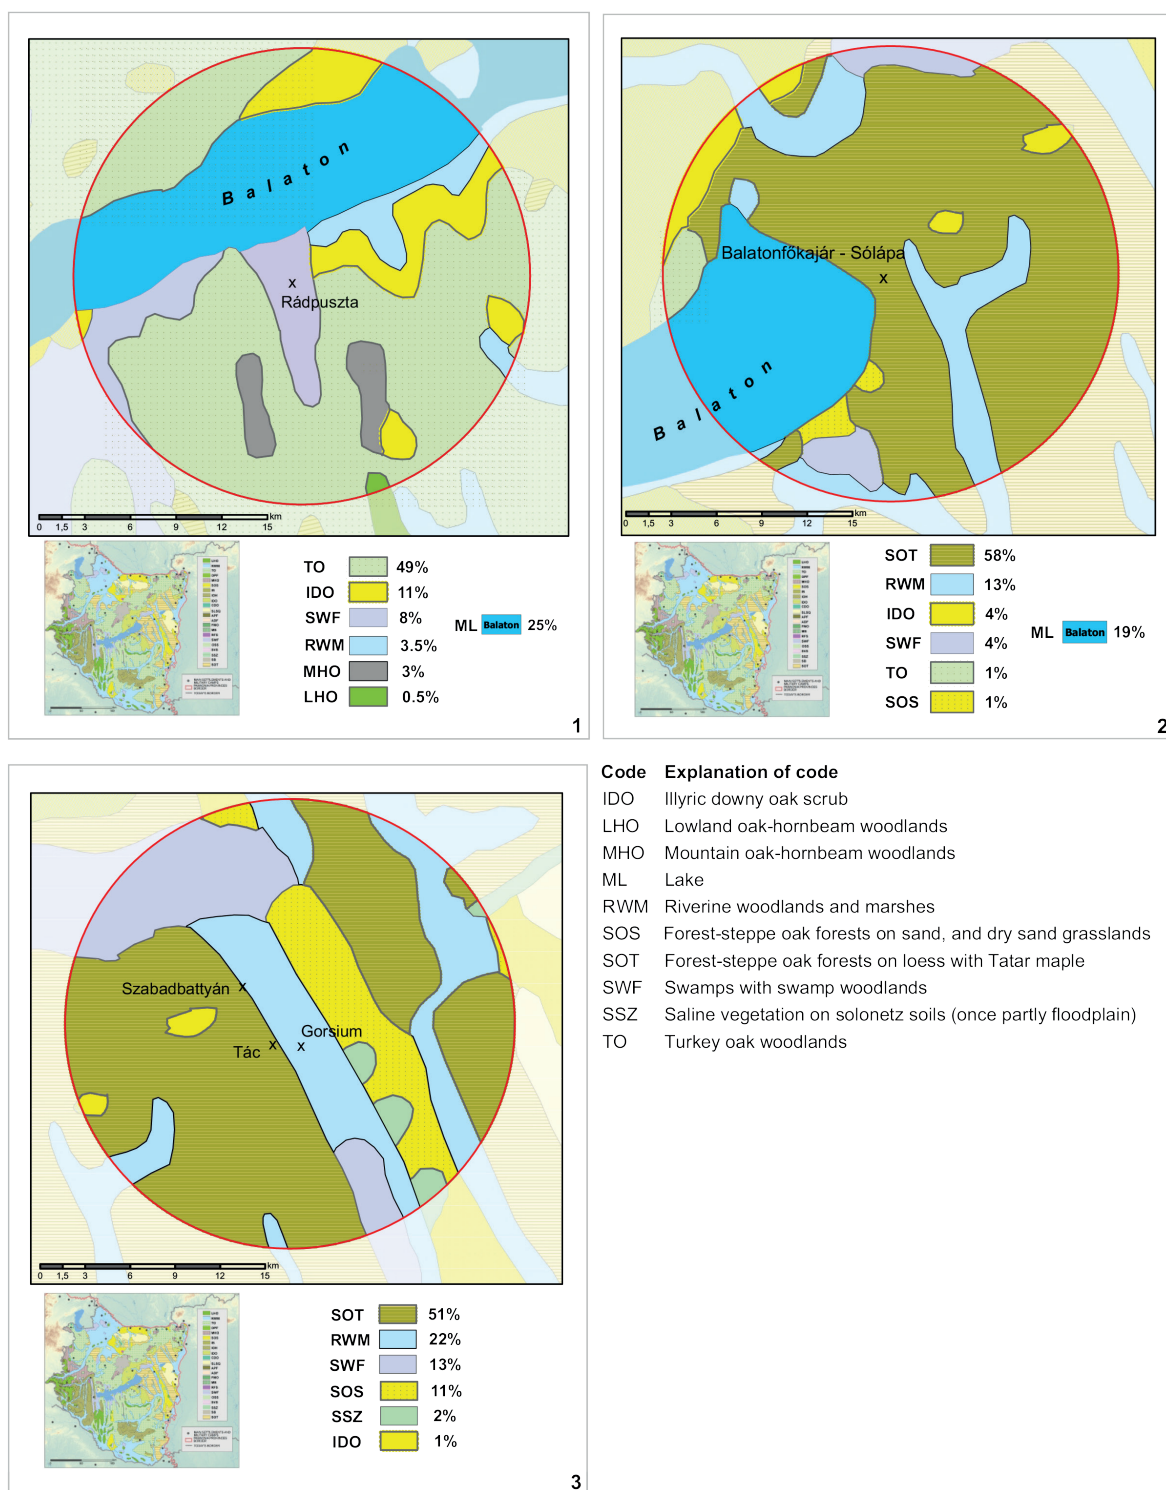 Balaton
x
Rádpuszta
km
0 1,5 3 6 9 12 15
TO 49%
IDO 11%
SWF 8%
RWM 3.5%
MHO 3%
LHO 0.5%
ML Balaton 25%
1
Balatonfőkajár - Sólápa
x
Balaton
km
0 1,5 3 6 9 12 15
SOT 58%
RWM 13%
IDO 4%
SWF 4%
TO 1%
SOS 1%
ML Balaton 19%
2
Szabadbattyán x
Gorsium
Tác x x
km
0 1,5 3 6 9 12 15
SOT 51%
RWM 22%
SWF 13%
SOS 11%
SSZ 2%
IDO 1%
3
Code Explanation of code
IDO Illyric downy oak scrub
LHO Lowland oak-hornbeam woodlands
MHO Mountain oak-hornbeam woodlands
ML Lake
RWM Riverine woodlands and marshes
SOS Forest-steppe oak forests on sand, and dry sand grasslands
SOT Forest-steppe oak forests on loess with Tatar maple
SWF Swamps with swamp woodlands
SSZ Saline vegetation on solonetz soils (once partly floodplain)
TO Turkey oak woodlands